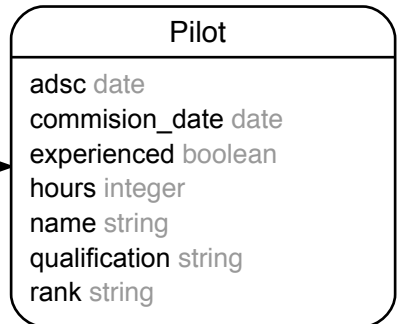 Pilot
adsc date
commision_date date
experienced boolean
hours integer
name string
qualification string
rank string